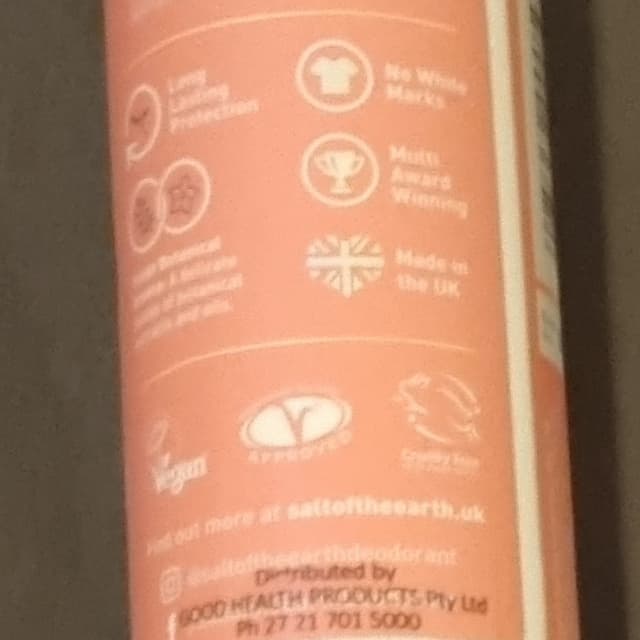 Long
Lasting
Protection
No White
Marks
Multi
Award
Winning
Botanical
Made in
the UK
Vegan
APPROVED
Cruelty Free
out more at saltoftheearth.uk
@saltoftheearthdeodorant
Distributed by
GOOD HEALTH PRODUCTS Pty Ltd
Ph 27 21 701 5000